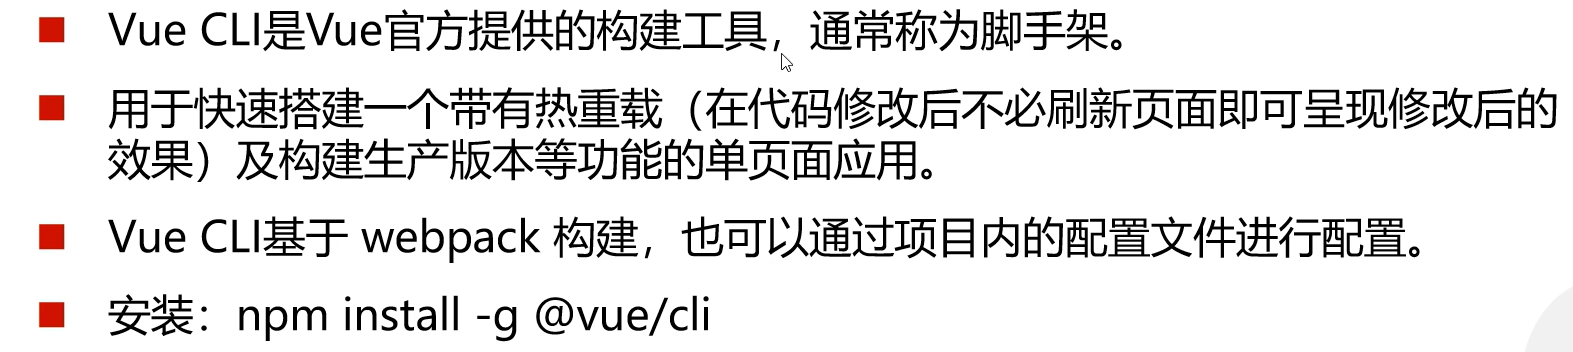 Vue CLI是Vue官方提供的构建工具，通常称为脚手架。
用于快速搭建一个带有热重载（在代码修改后不必刷新页面即可呈现修改后的
效果）及构建生产版本等功能的单页面应用。
Vue CLI基于 webpack 构建，也可以通过项目内的配置文件进行配置。
安装：npm install -g @vue/cli